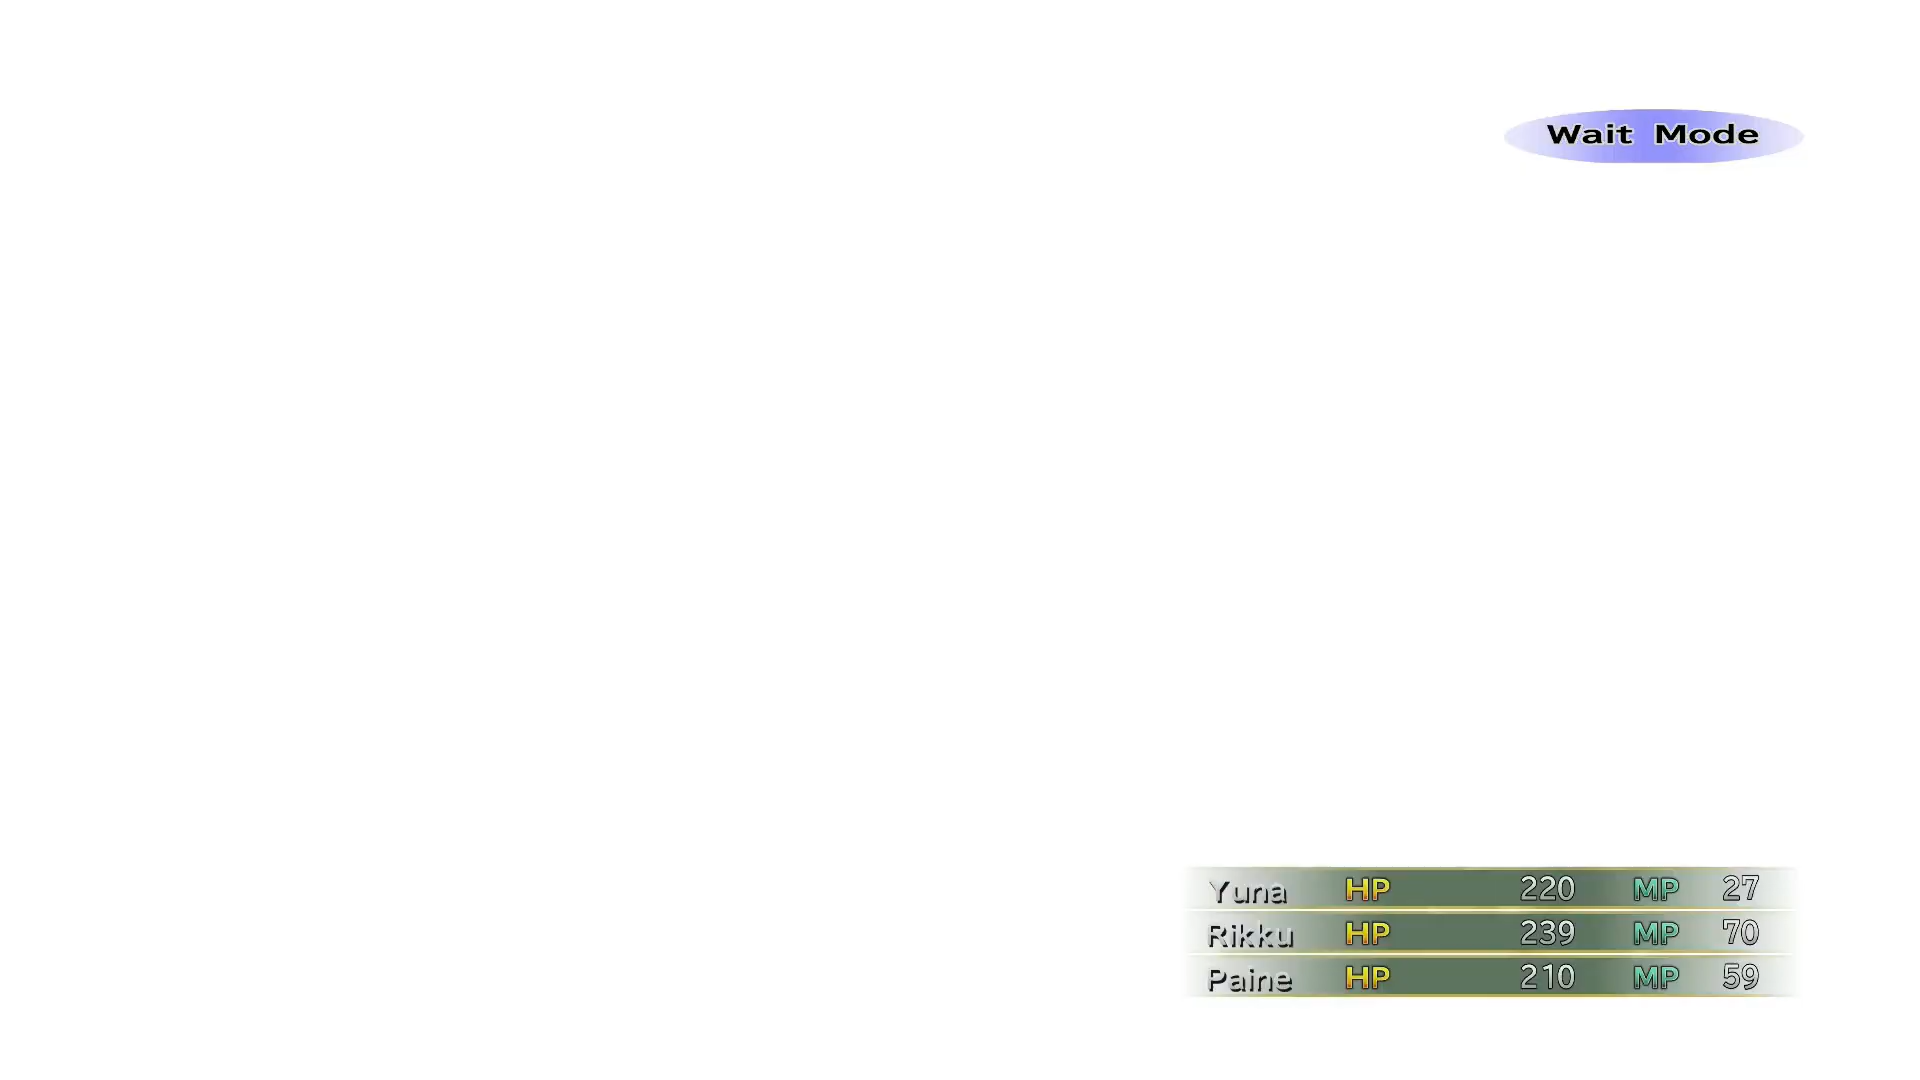 Wait Mode
Yuna HP 220 MP 27
Rikku HP 239 MP 70
Paine HP 210 MP 59